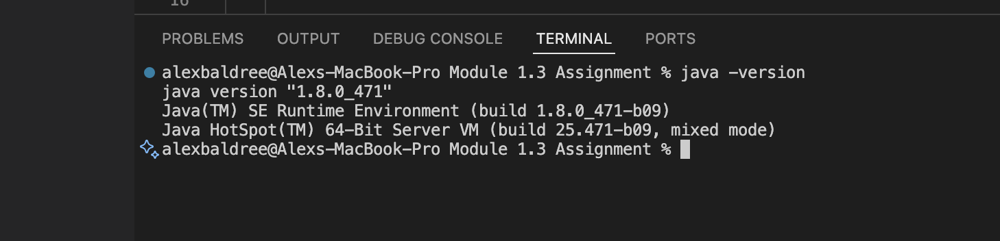 16
PROBLEMS OUTPUT DEBUG CONSOLE TERMINAL PORTS
alexbaldree@Alexs-MacBook-Pro Module 1.3 Assignment % java -version
java version "1.8.0_471"
Java(TM) SE Runtime Environment (build 1.8.0_471-b09)
Java HotSpot(TM) 64-Bit Server VM (build 25.471-b09, mixed mode)
alexbaldree@Alexs-MacBook-Pro Module 1.3 Assignment %